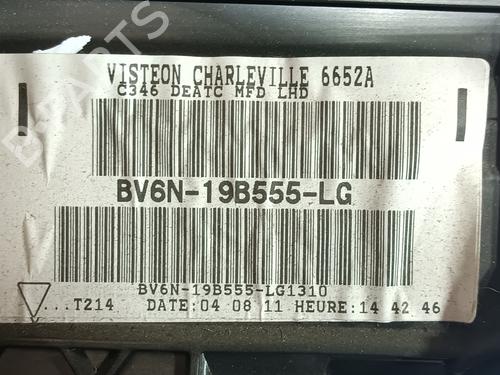 VISTEON CHARLEVILLE 6652A
C346 DEATC MFD LHD
BV6N-19B555-LG
BV6N-19B555-LG1310
...T214 DATE:04 08 11 HEURE:14 42 46
B-PARTS